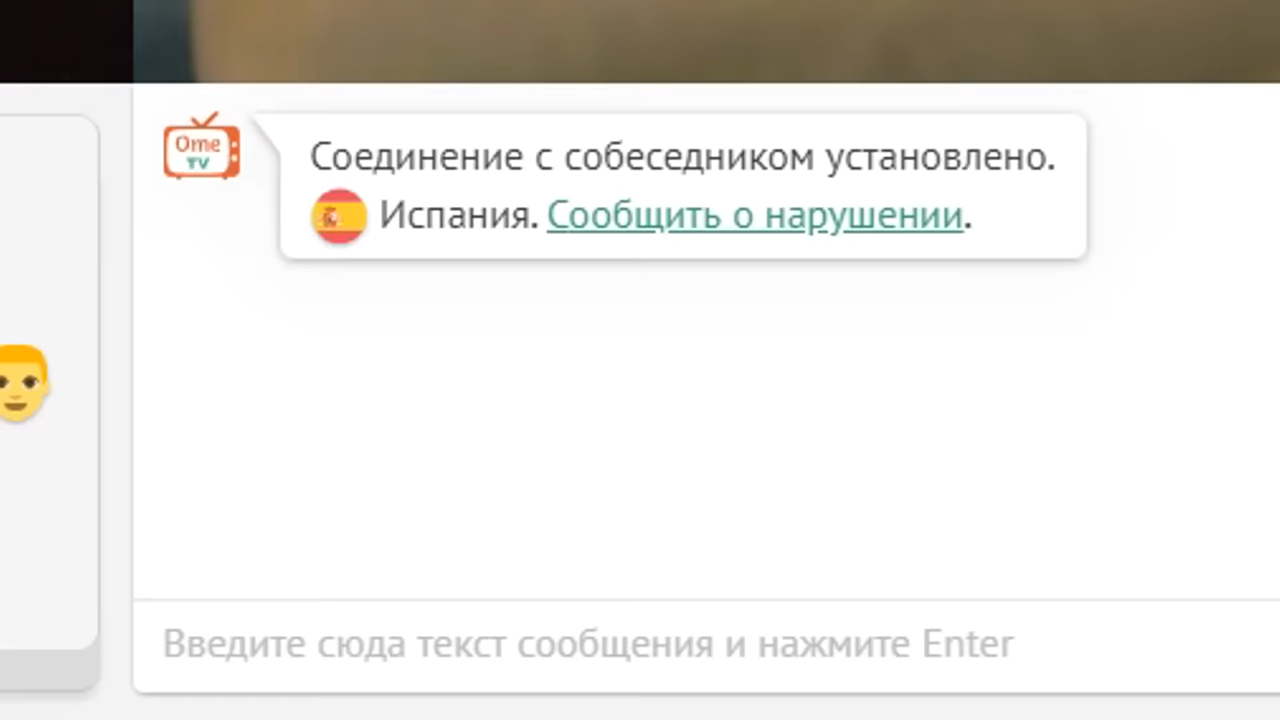 Ome
TV
Соединение с собеседником установлено.
Испания. Сообщить о нарушении.
Введите сюда текст сообщения и нажмите Enter